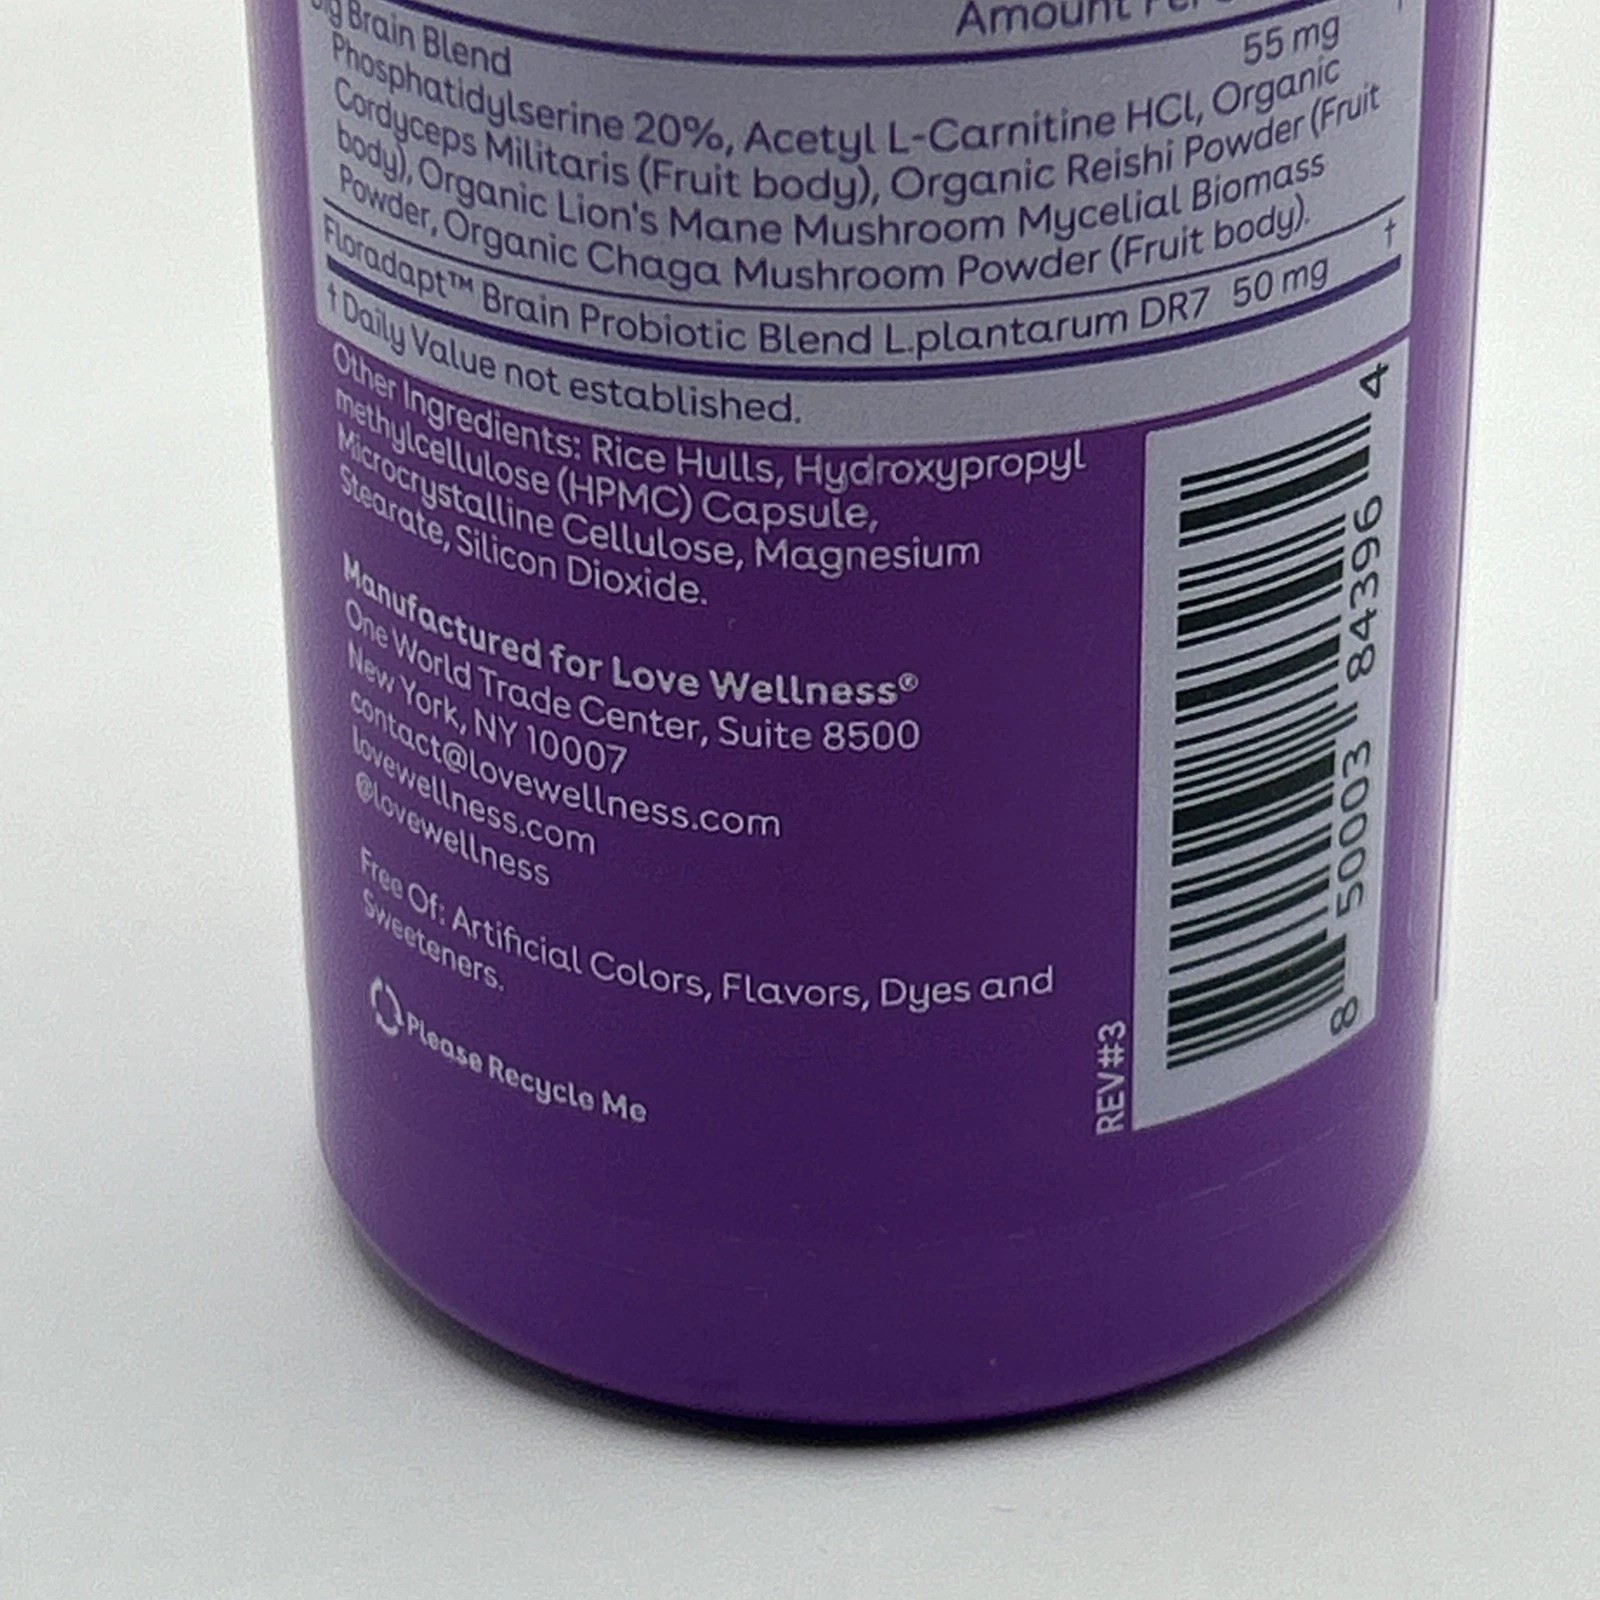 Brain Blend
Amount
55 mg
Phosphatidylserine 20%, Acetyl L-Carnitine HCl, Organic
Cordyceps Militaris (Fruit body), Organic Reishi Powder (Fruit
body), Organic Lion's Mane Mushroom Mycelial Biomass
Powder, Organic Chaga Mushroom Powder (Fruit body).
Floradapt™ Brain Probiotic Blend L.plantarum DR7 50 mg †
† Daily Value not established.
Other Ingredients: Rice Hulls, Hydroxypropyl
methylcellulose (HPMC) Capsule,
Microcrystalline Cellulose, Magnesium
Stearate, Silicon Dioxide.
Manufactured for Love Wellness®
One World Trade Center, Suite 8500
New York, NY 10007
contact@lovewellness.com
lovewellness.com
@lovewellness
Free Of: Artificial Colors, Flavors, Dyes and
Sweeteners.
Please Recycle Me
REV#3
8 50003 84396 4